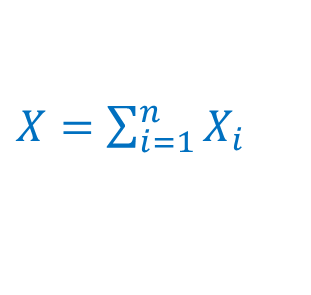 X = ∑ⁿᵢ₌₁ Xᵢ